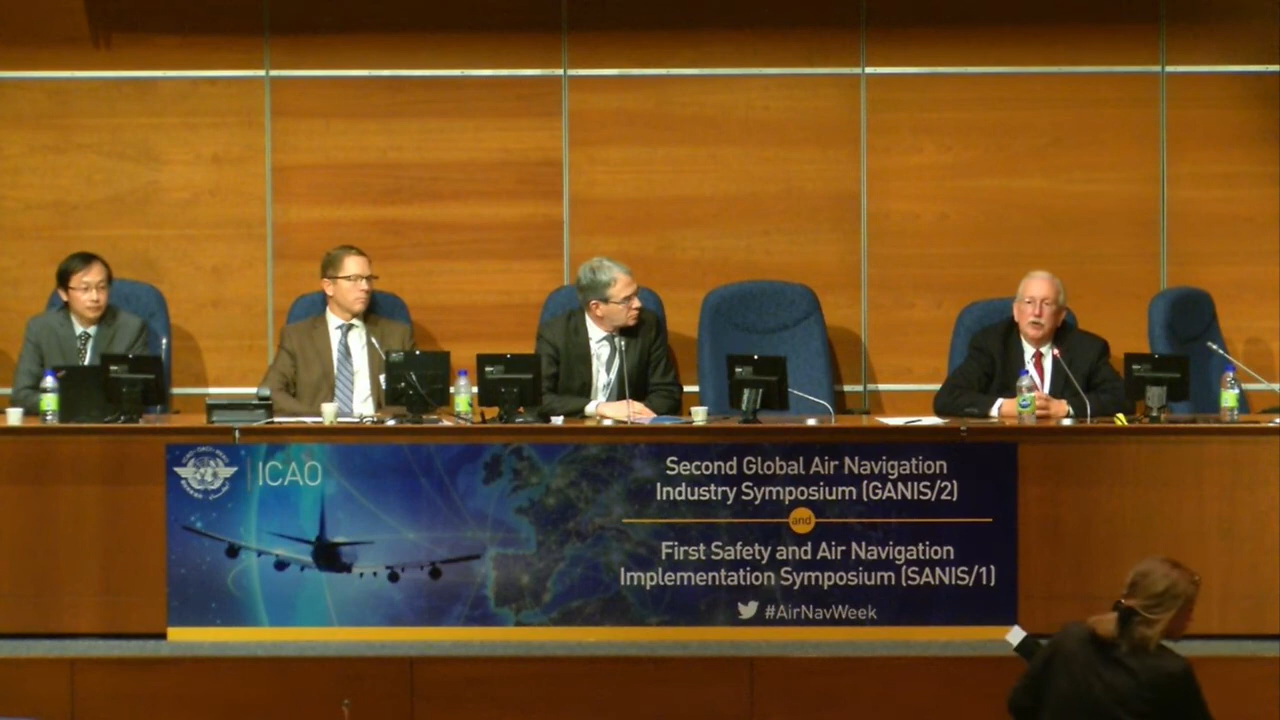 ICAO
Second Global Air Navigation
Industry Symposium (GANIS/2)
and
First Safety and Air Navigation
Implementation Symposium (SANIS/1)
#AirNavWeek